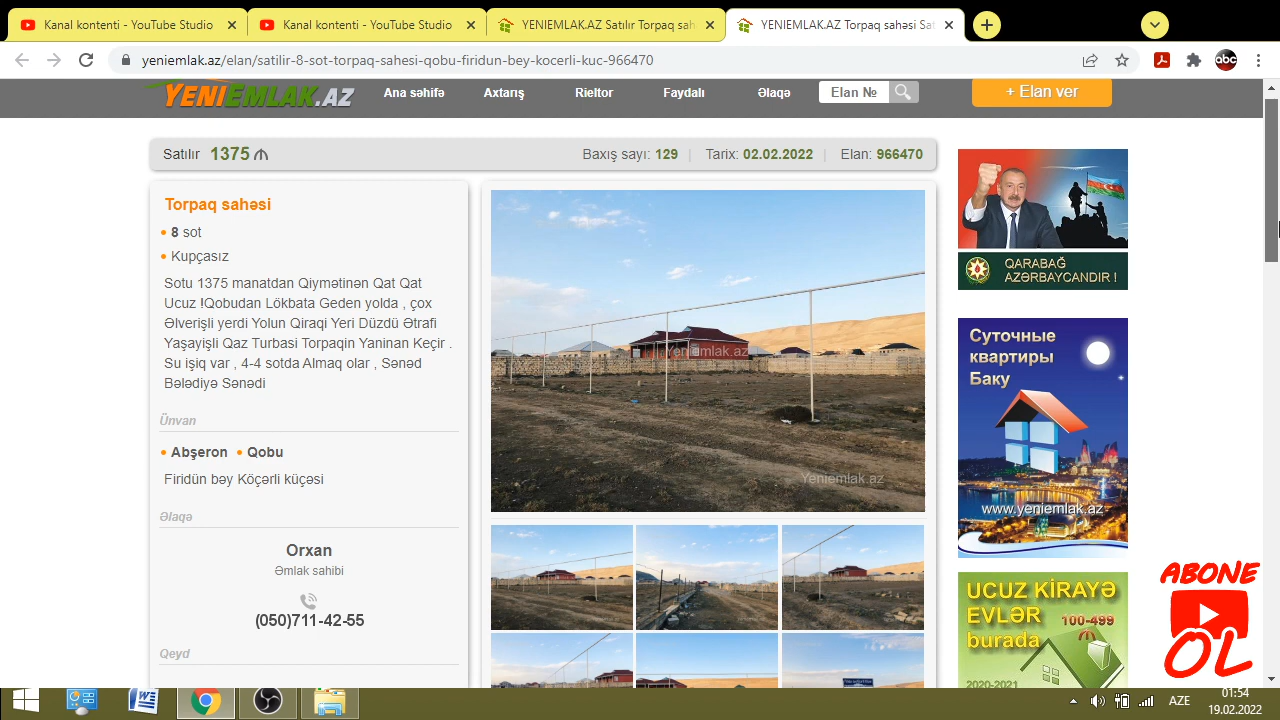 Kanal kontenti - YouTube Studio
Kanal kontenti - YouTube Studio
YENIEMLAK.AZ Satılır Torpaq sah
YENIEMLAK.AZ Torpaq sahəsi Sat
yeniemlak.az/elan/satilir-8-sot-torpaq-sahesi-qobu-firidun-bey-kocerli-kuc-966470
abc
YENIEMLAK.AZ
Ana səhifə
Axtarış
Rieltor
Faydalı
Əlaqə
Elan №
+ Elan ver
Satılır 1375
Baxış sayı: 129 | Tarix: 02.02.2022 | Elan: 966470
Torpaq sahəsi
8 sot
Kupçasız
Sotu 1375 manatdan Qiymətinən Qat Qat
Ucuz !Qobudan Lökbata Geden yolda , çox
Əlverişli yerdi Yolun Qiraqi Yeri Düzdü Ətrafi
Yaşayişli Qaz Turbasi Torpaqin Yaninan Keçir .
Su işiq var , 4-4 sotda Almaq olar , Sənəd
Bələdiyə Sənədi
Ünvan
Abşeron • Qobu
Firidün bəy Köçərli küçəsi
Əlaqə
Orxan
Əmlak sahibi
(050)711-42-55
Qeyd
Yeniemlak.az
Yeniemlak.az
QARABAĞ
AZƏRBAYCANDIR !
Суточные
квартиры
Баку
www.yeniemlak.az
UCUZ KİRAYƏ
EVLƏR
burada
100-499
2020-2021
ABONE
OL
AZE
01:54
19.02.2022